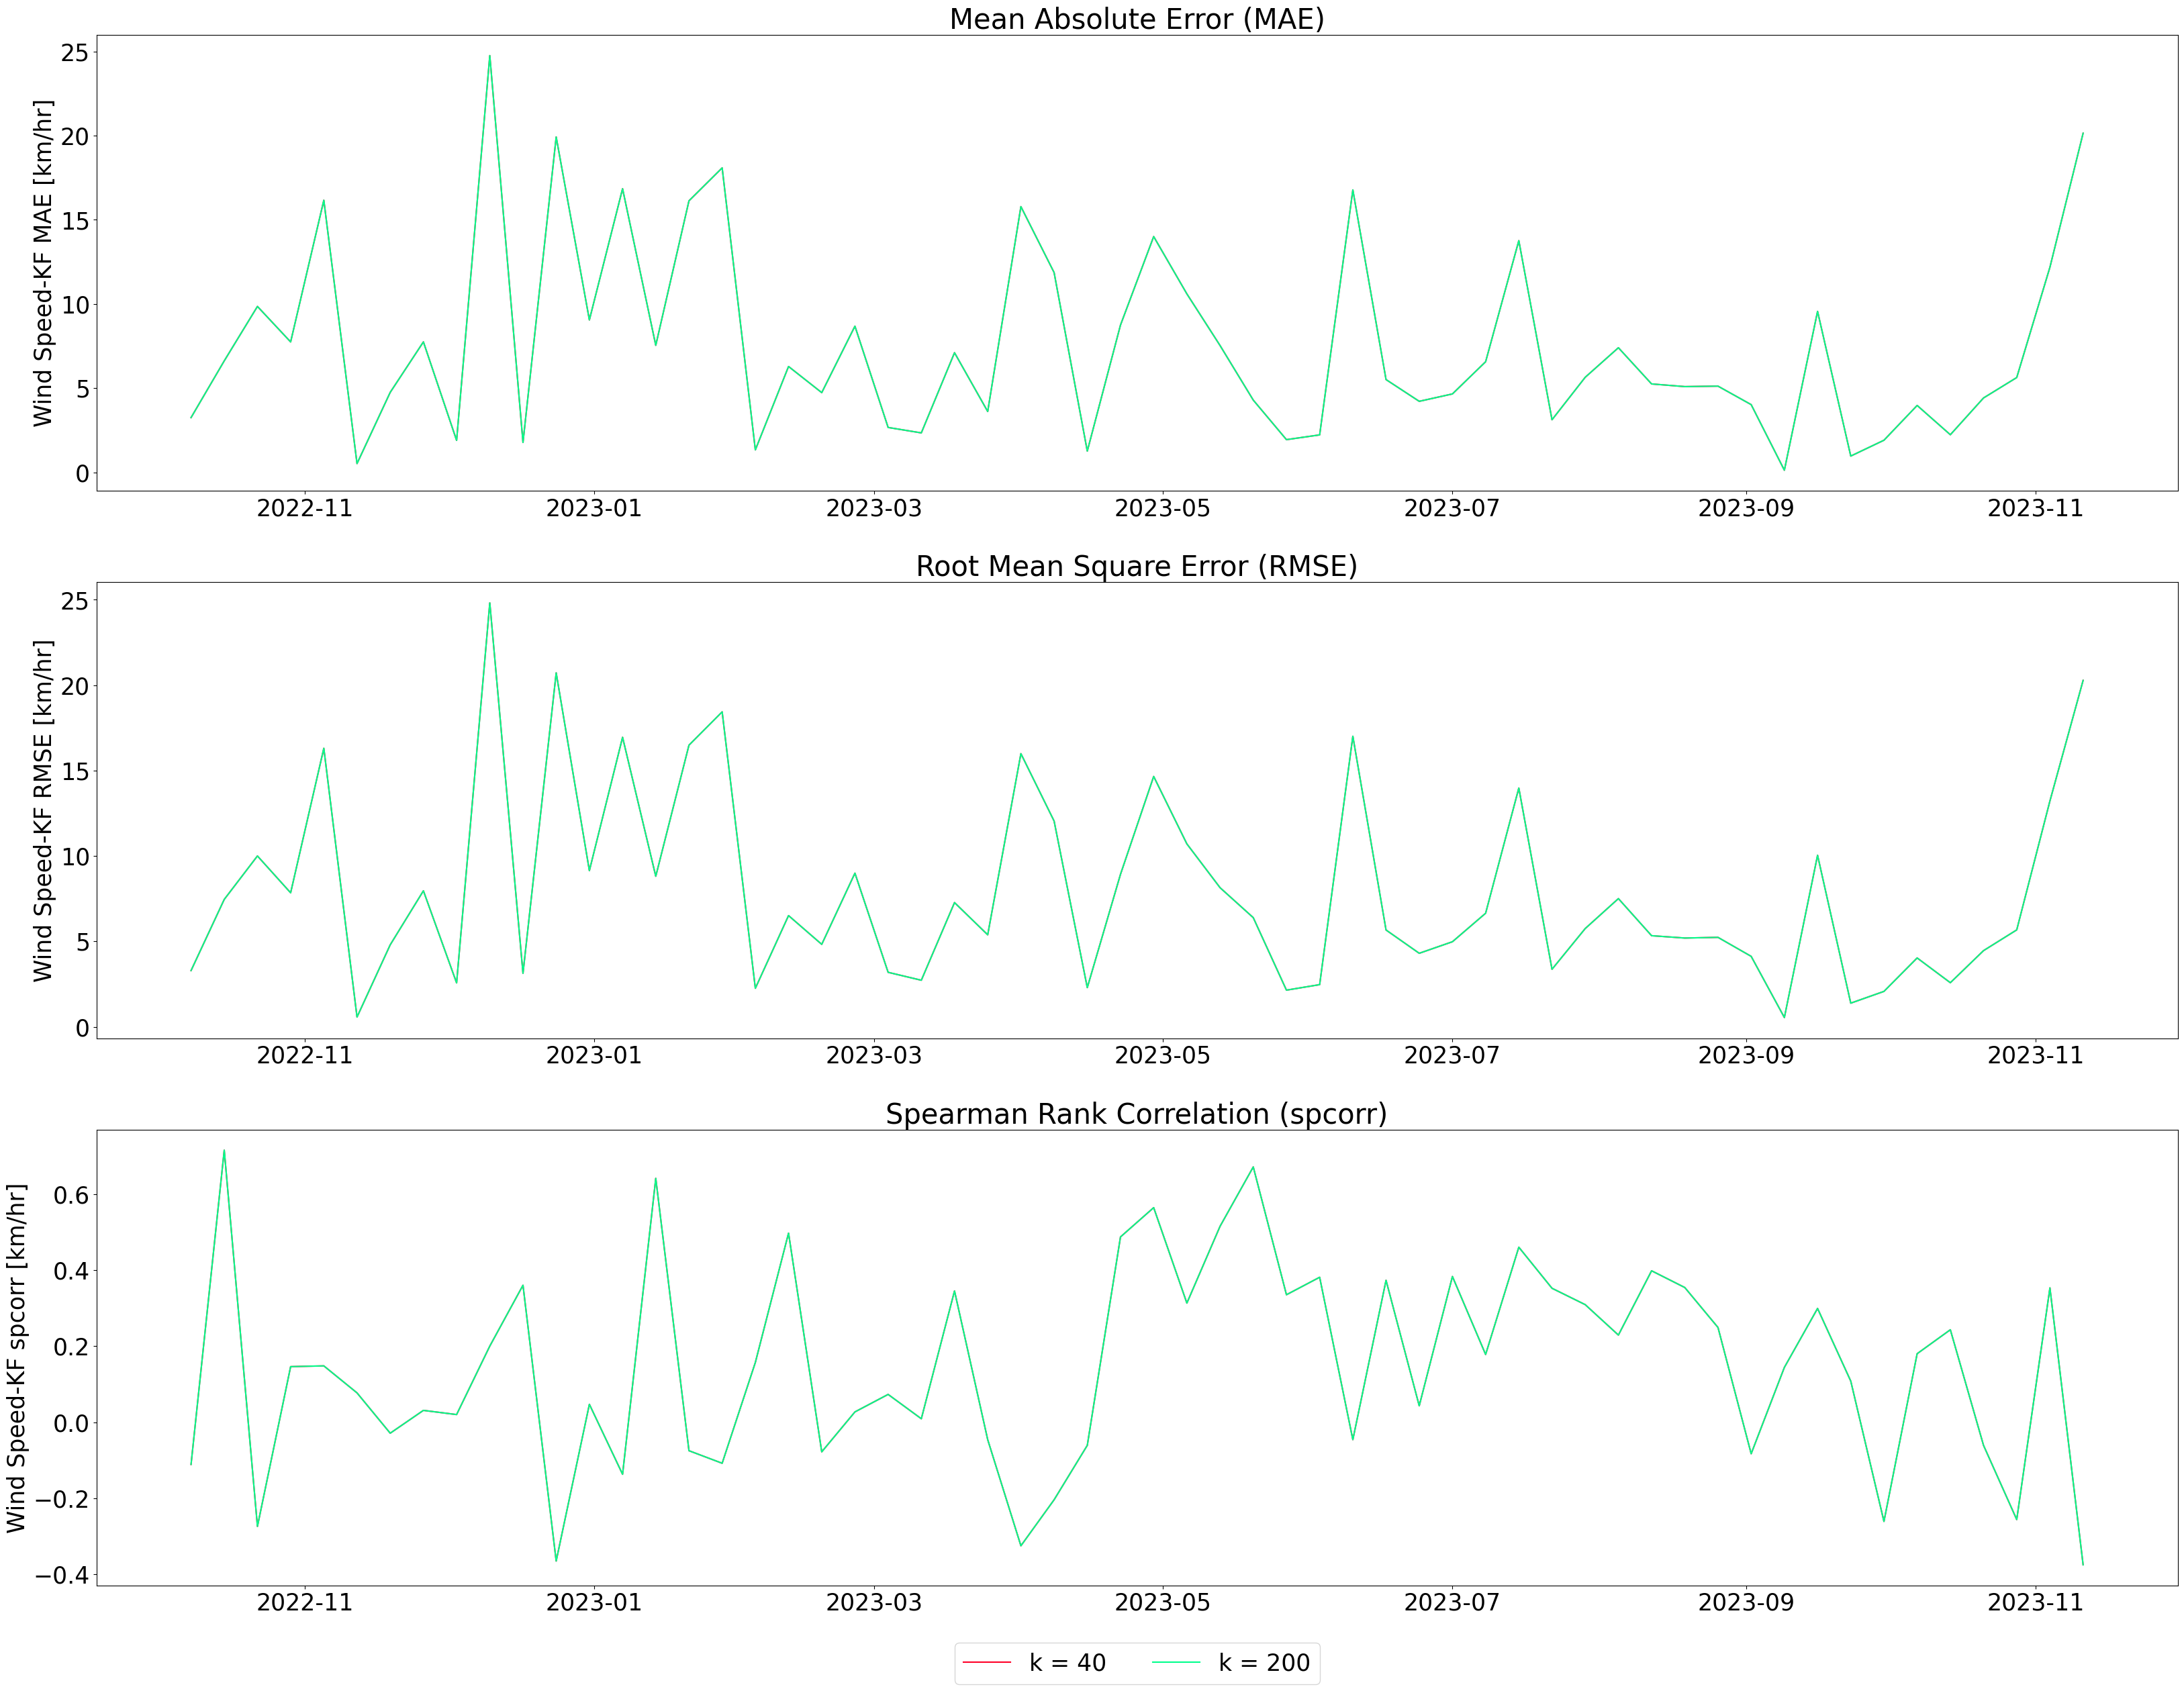 Mean Absolute Error (MAE)
Wind Speed-KF MAE [km/hr]
25
20
15
10
5
0
2022-11 2023-01 2023-03 2023-05 2023-07 2023-09 2023-11
Root Mean Square Error (RMSE)
Wind Speed-KF RMSE [km/hr]
25
20
15
10
5
0
2022-11 2023-01 2023-03 2023-05 2023-07 2023-09 2023-11
Spearman Rank Correlation (spcorr)
Wind Speed-KF spcorr [km/hr]
0.6
0.4
0.2
0.0
−0.2
−0.4
2022-11 2023-01 2023-03 2023-05 2023-07 2023-09 2023-11
k = 40 k = 200